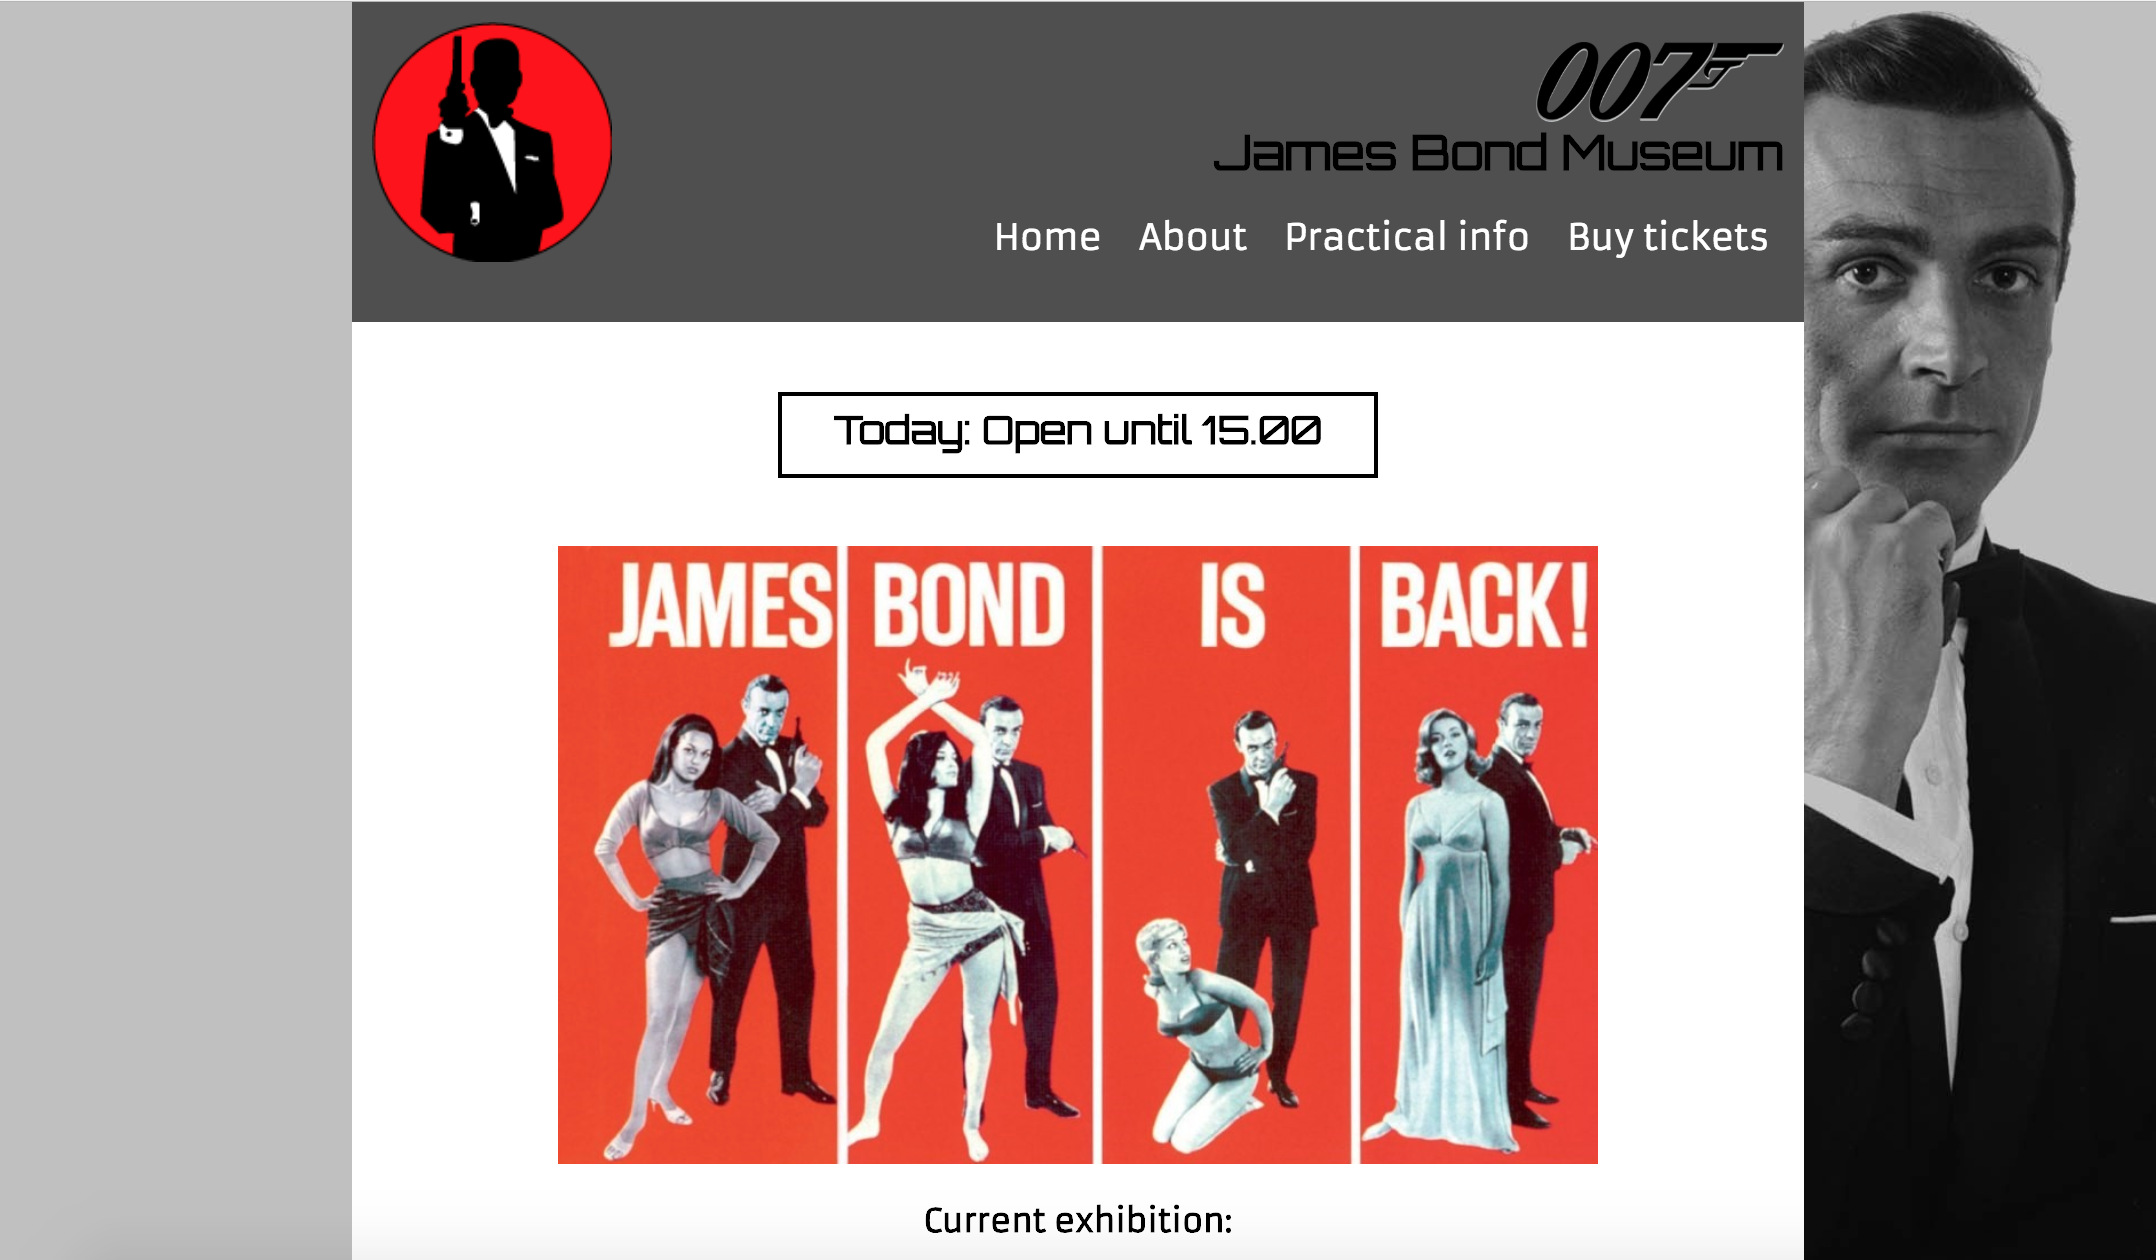 007
James Bond Museum
Home About Practical info Buy tickets
Today: Open until 15.00
JAMES BOND IS BACK!
Current exhibition: